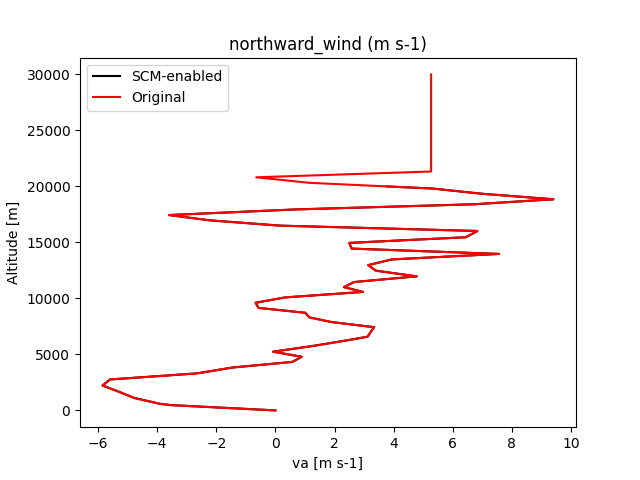 northward_wind (m s-1)
SCM-enabled
Original
30000
25000
20000
15000
10000
5000
0
Altitude [m]
−6 −4 −2 0 2 4 6 8 10
va [m s-1]